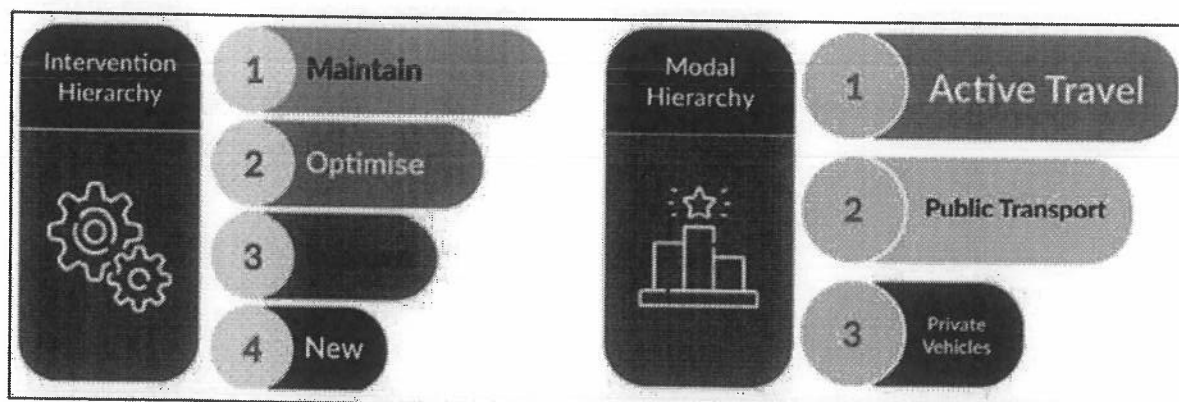 Intervention
Hierarchy
1 Maintain
2 Optimise
3
4 New
Modal
Hierarchy
1 Active Travel
2 Public Transport
3 Private
Vehicles